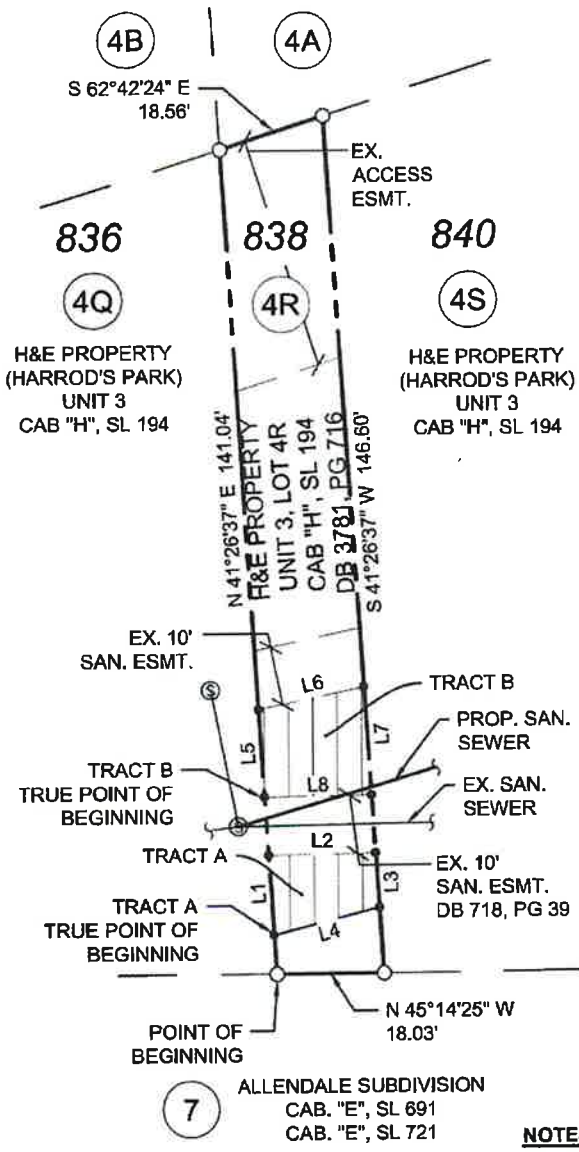 4B
4A
S 62°42'24" E
18.56'
EX.
ACCESS
ESMT.
836
838
840
4Q
4R
4S
H&E PROPERTY
(HARROD'S PARK)
UNIT 3
CAB "H", SL 194
H&E PROPERTY
(HARROD'S PARK)
UNIT 3
CAB "H", SL 194
N 41°26'37" E 141.04'
H&E PROPERTY
UNIT 3, LOT 4R
CAB "H", SL 194
DB 3781, PG 716
S 41°26'37" W 146.60'
EX. 10'
SAN. ESMT.
L6
TRACT B
L5
L7
PROP. SAN.
SEWER
S
TRACT B
TRUE POINT OF
BEGINNING
L8
EX. SAN.
SEWER
S
L2
TRACT A
L1
L3
EX. 10'
SAN. ESMT.
DB 718, PG 39
TRACT A
TRUE POINT OF
BEGINNING
L4
N 45°14'25" W
18.03'
POINT OF
BEGINNING
7
ALLENDALE SUBDIVISION
CAB. "E", SL 691
CAB. "E", SL 721
NOTE